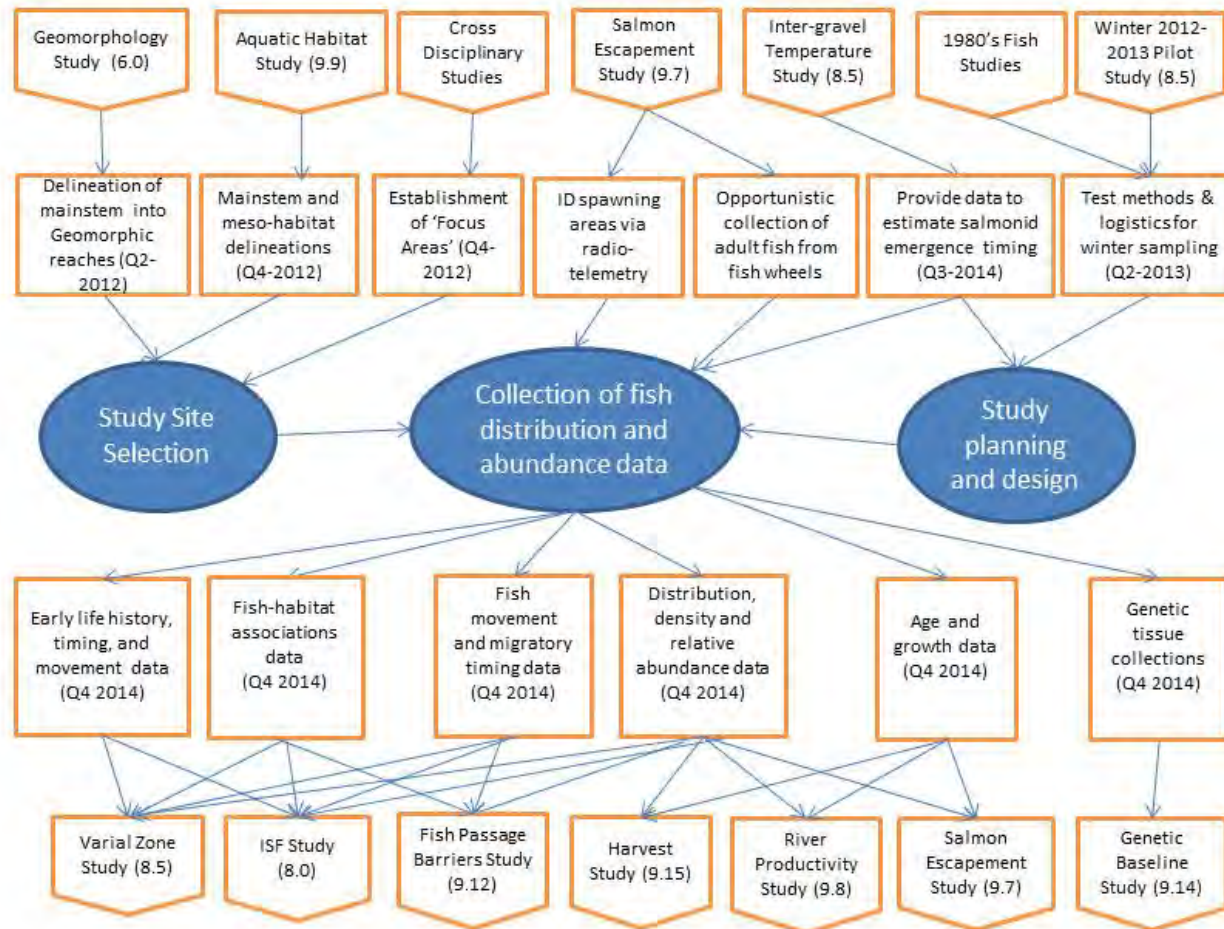 Geomorphology
Study (6.0)
Aquatic Habitat
Study (9.9)
Cross
Disciplinary
Studies
Salmon
Escapement
Study (9.7)
Inter-gravel
Temperature
Study (8.5)
1980's Fish
Studies
Winter 2012-
2013 Pilot
Study (8.5)
Delineation of
mainstem into
Geomorphic
reaches (Q2-
2012)
Mainstem and
meso-habitat
delineations
(Q4-2012)
Establishment
of 'Focus
Areas' (Q4-
2012)
ID spawning
areas via
radio-
telemetry
Opportunistic
collection of
adult fish from
fish wheels
Provide data to
estimate salmonid
emergence timing
(Q3-2014)
Test methods &
logistics for
winter sampling
(Q2-2013)
Study Site
Selection
Collection of fish
distribution and
abundance data
Study
planning
and design
Early life history,
timing, and
movement data
(Q4 2014)
Fish-habitat
associations
data
(Q4 2014)
Fish
movement
and migratory
timing data
(Q4 2014)
Distribution,
density and
relative
abundance data
(Q4 2014)
Age and
growth data
(Q4 2014)
Genetic
tissue
collections
(Q4 2014)
Varial Zone
Study (8.5)
ISF Study
(8.0)
Fish Passage
Barriers Study
(9.12)
Harvest
Study (9.15)
River
Productivity
Study (9.8)
Salmon
Escapement
Study (9.7)
Genetic
Baseline
Study (9.14)